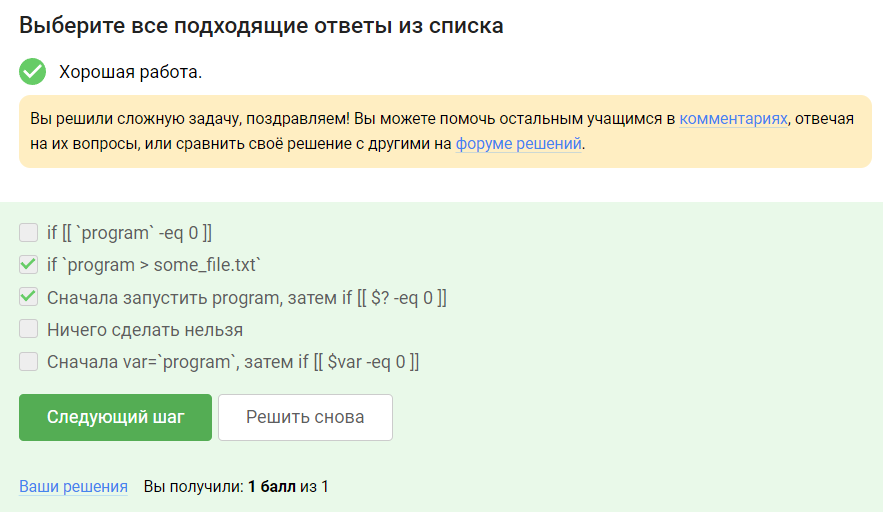 Выберите все подходящие ответы из списка
Хорошая работа.
Вы решили сложную задачу, поздравляем! Вы можете помочь остальным учащимся в комментариях, отвечая
на их вопросы, или сравнить своё решение с другими на форуме решений.
if [[ `program` -eq 0 ]]
if `program > some_file.txt`
Сначала запустить program, затем if [[ $? -eq 0 ]]
Ничего сделать нельзя
Сначала var=`program`, затем if [[ $var -eq 0 ]]
Следующий шаг Решить снова
Ваши решения Вы получили: 1 балл из 1